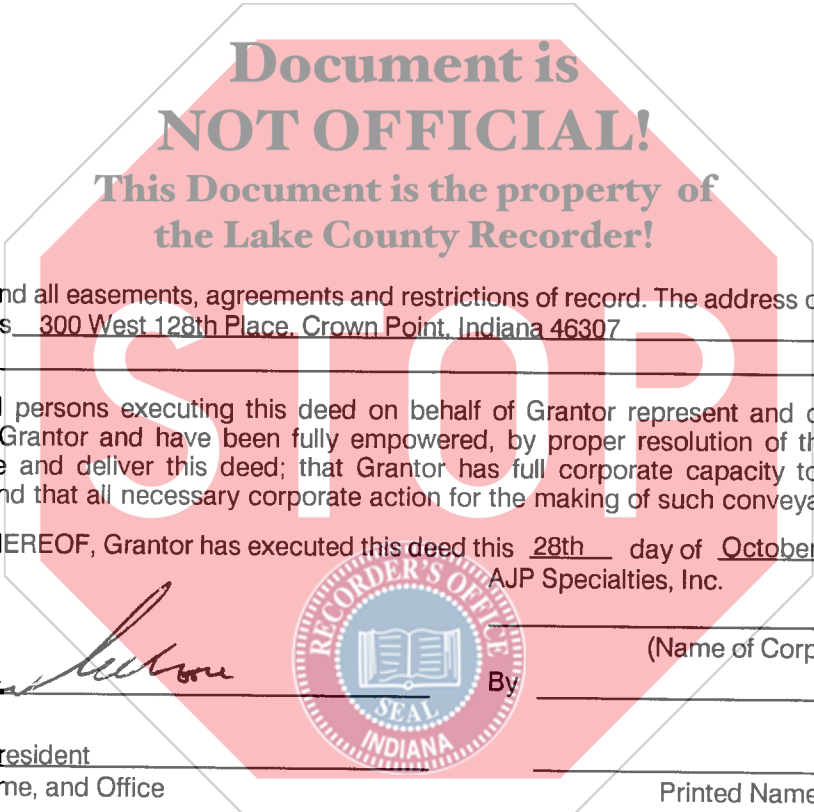 Document is
NOT OFFICIAL!
This Document is the property of
the Lake County Recorder!
nd all easements, agreements and restrictions of record. The address o
s 300 West 128th Place, Crown Point, Indiana 46307
STOP
persons executing this deed on behalf of Grantor represent and c
Grantor and have been fully empowered, by proper resolution of th
e and deliver this deed; that Grantor has full corporate capacity to
nd that all necessary corporate action for the making of such conveya
HEREOF, Grantor has executed this deed this 28th day of October
AJP Specialties, Inc.
RECORDER'S OFFICE
(Name of Corp
By
SEAL
INDIANA
resident
me, and Office
Printed Name